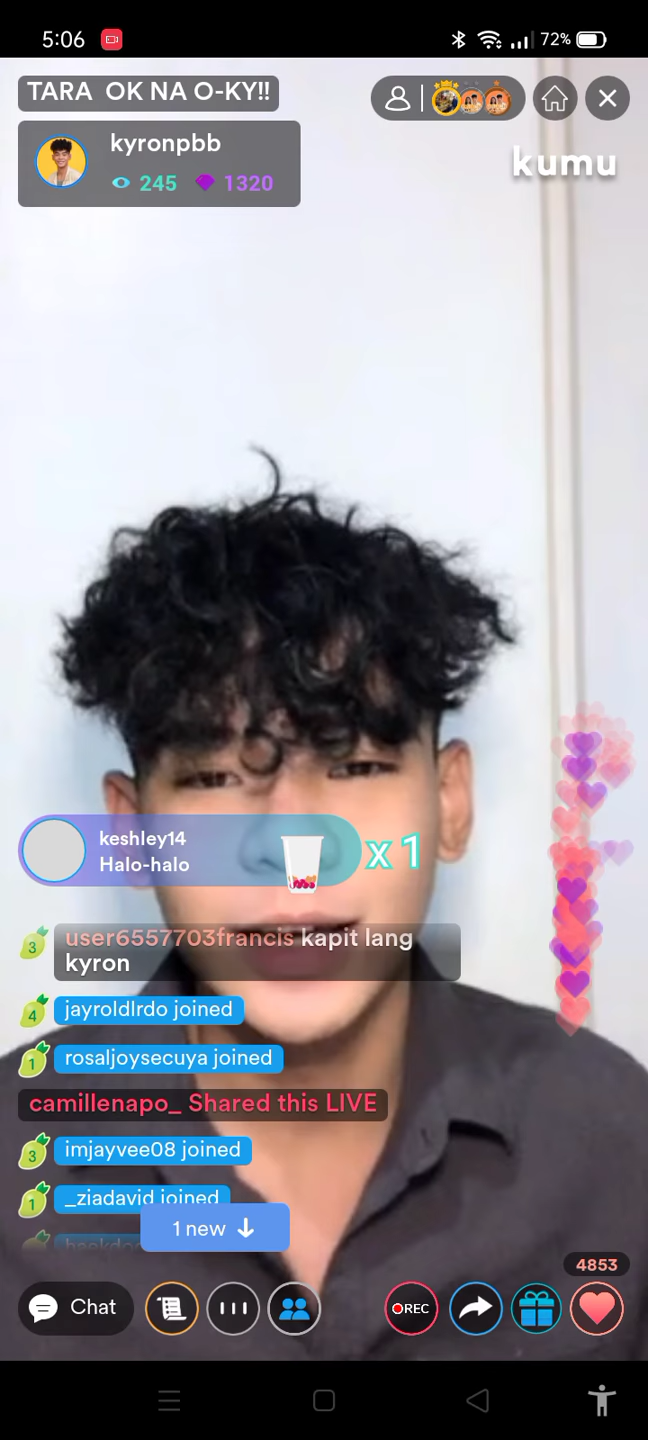 5:06
72%
TARA OK NA O-KY!!
kyronpbb
245 1320
kumu
keshley14
Halo-halo
x 1
3 user6557703francis kapit lang
kyron
4 jayroldlrdo joined
1 rosaljoysecuya joined
camillenapo_ Shared this LIVE
3 imjayvee08 joined
1 _ziadavid joined
1 new
4853
Chat
REC